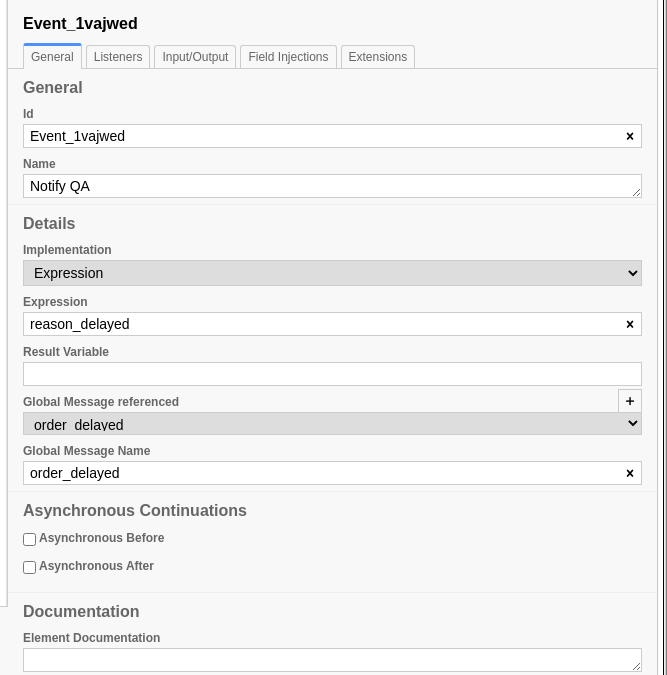 Event_1vajwed
General Listeners Input/Output Field Injections Extensions
General
Id
Event_1vajwed ×
Name
Notify QA
Details
Implementation
Expression
Expression
reason_delayed ×
Result Variable
Global Message referenced +
order_delayed
Global Message Name
order_delayed ×
Asynchronous Continuations
Asynchronous Before
Asynchronous After
Documentation
Element Documentation